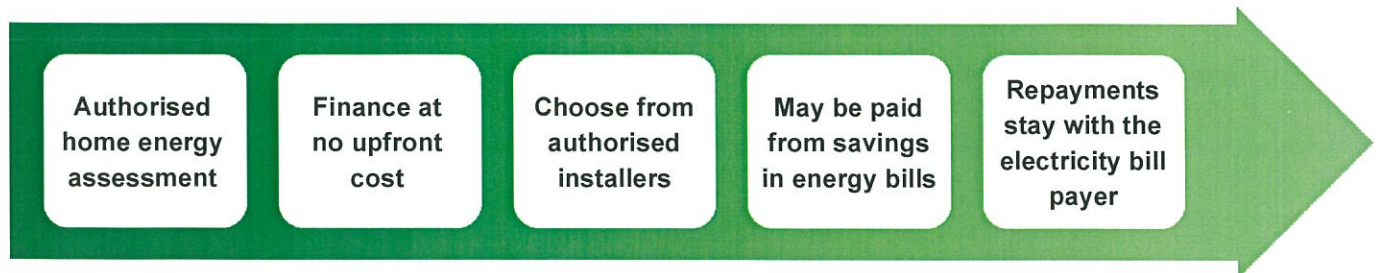 Authorised
home energy
assessment
Finance at
no upfront
cost
Choose from
authorised
installers
May be paid
from savings
in energy bills
Repayments
stay with the
electricity bill
payer